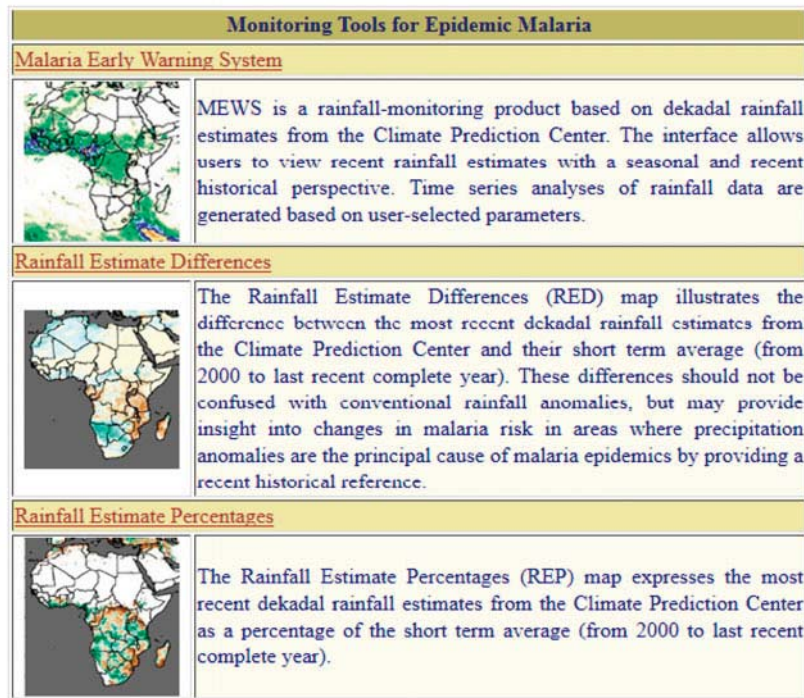 Monitoring Tools for Epidemic Malaria
Malaria Early Warning System
MEWS is a rainfall-monitoring product based on dekadal rainfall
estimates from the Climate Prediction Center. The interface allows
users to view recent rainfall estimates with a seasonal and recent
historical perspective. Time series analyses of rainfall data are
generated based on user-selected parameters.
Rainfall Estimate Differences
The Rainfall Estimate Differences (RED) map illustrates the
difference between the most recent dekadal rainfall estimates from
the Climate Prediction Center and their short term average (from
2000 to last recent complete year). These differences should not be
confused with conventional rainfall anomalies, but may provide
insight into changes in malaria risk in areas where precipitation
anomalies are the principal cause of malaria epidemics by providing a
recent historical reference.
Rainfall Estimate Percentages
The Rainfall Estimate Percentages (REP) map expresses the most
recent dekadal rainfall estimates from the Climate Prediction Center
as a percentage of the short term average (from 2000 to last recent
complete year).